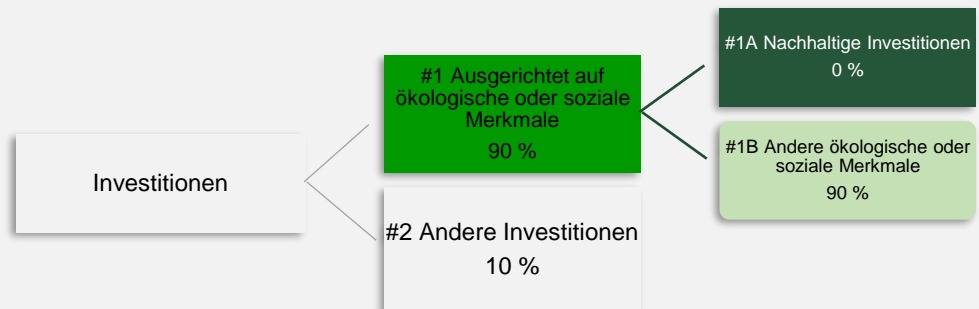 Investitionen
#1 Ausgerichtet auf
ökologische oder soziale
Merkmale
90 %
#2 Andere Investitionen
10 %
#1A Nachhaltige Investitionen
0 %
#1B Andere ökologische oder
soziale Merkmale
90 %